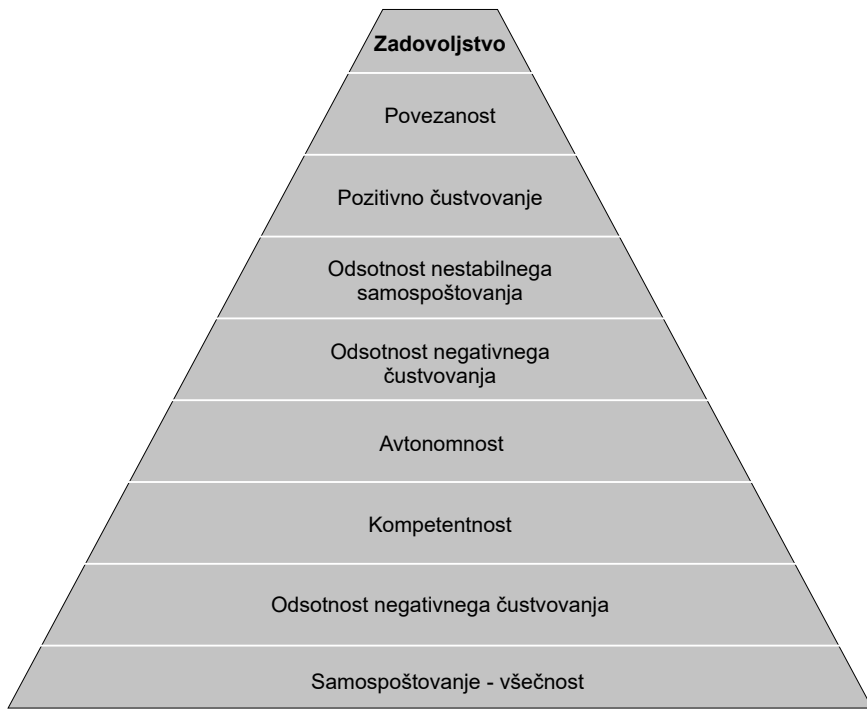 Zadovoljstvo
Povezanost
Pozitivno čustvovanje
Odsotnost nestabilnega
samospoštovanja
Odsotnost negativnega
čustvovanja
Avtonomnost
Kompetentnost
Odsotnost negativnega čustvovanja
Samospoštovanje - všečnost